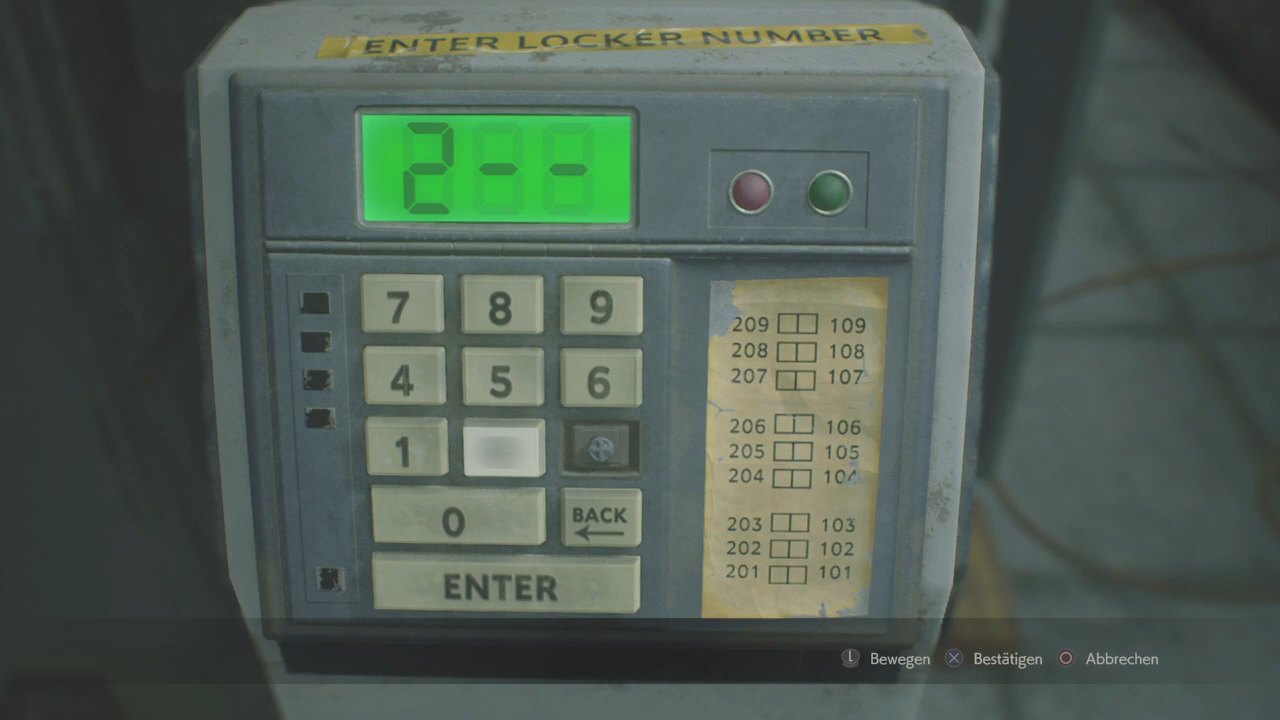 ENTER LOCKER NUMBER
2--
7 8 9
4 5 6
1
0 BACK
ENTER
209 109
208 108
207 107
206 106
205 105
204 104
203 103
202 102
201 101
L Bewegen Bestätigen Abbrechen